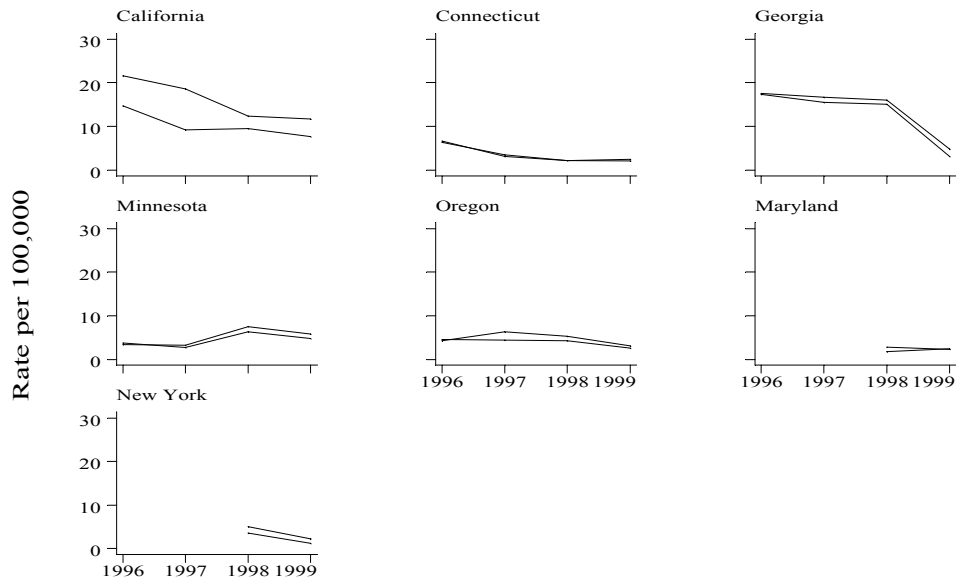 California
Connecticut
Georgia
30
20
10
0
Minnesota
Oregon
Maryland
30
20
10
0
1996 1997 1998 1999
1996 1997 1998 1999
New York
30
20
10
0
1996 1997 1998 1999
Rate per 100,000